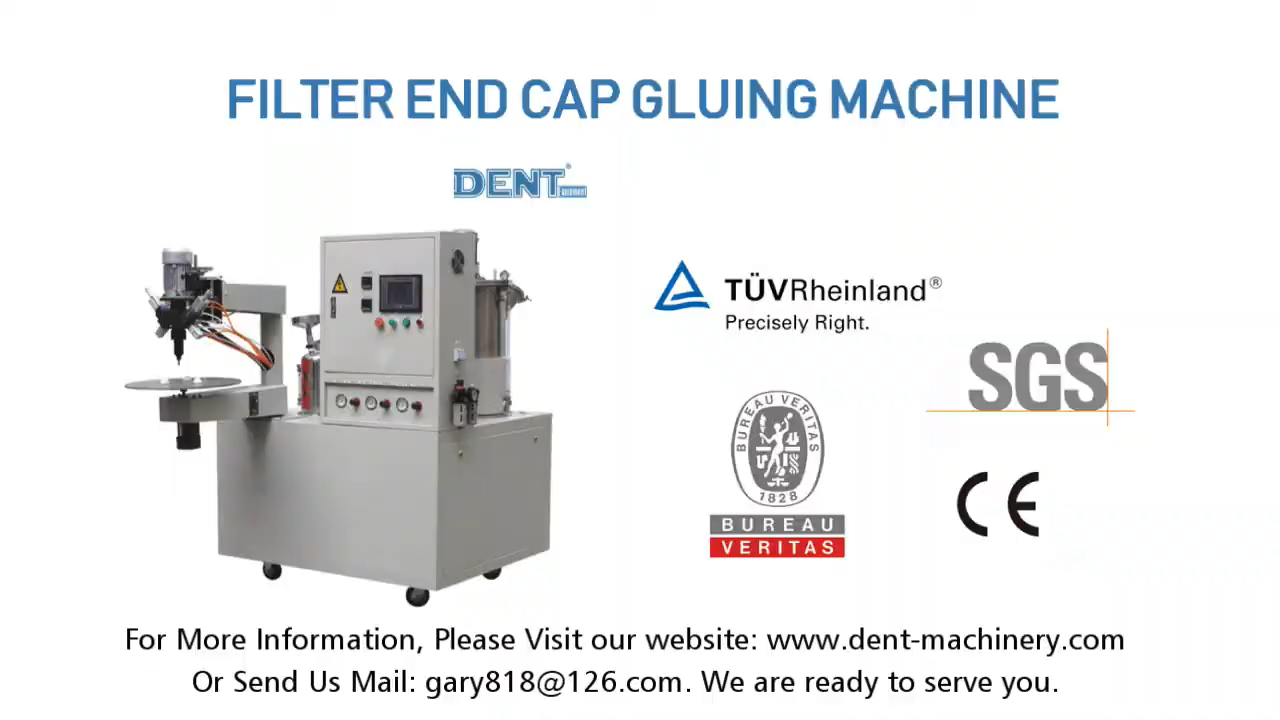 FILTER END CAP GLUING MACHINE
DENT®
TÜVRheinland®
Precisely Right.
SGS
BUREAU VERITAS
1828
BUREAU
VERITAS
CE
For More Information, Please Visit our website: www.dent-machinery.com
Or Send Us Mail: gary818@126.com. We are ready to serve you.